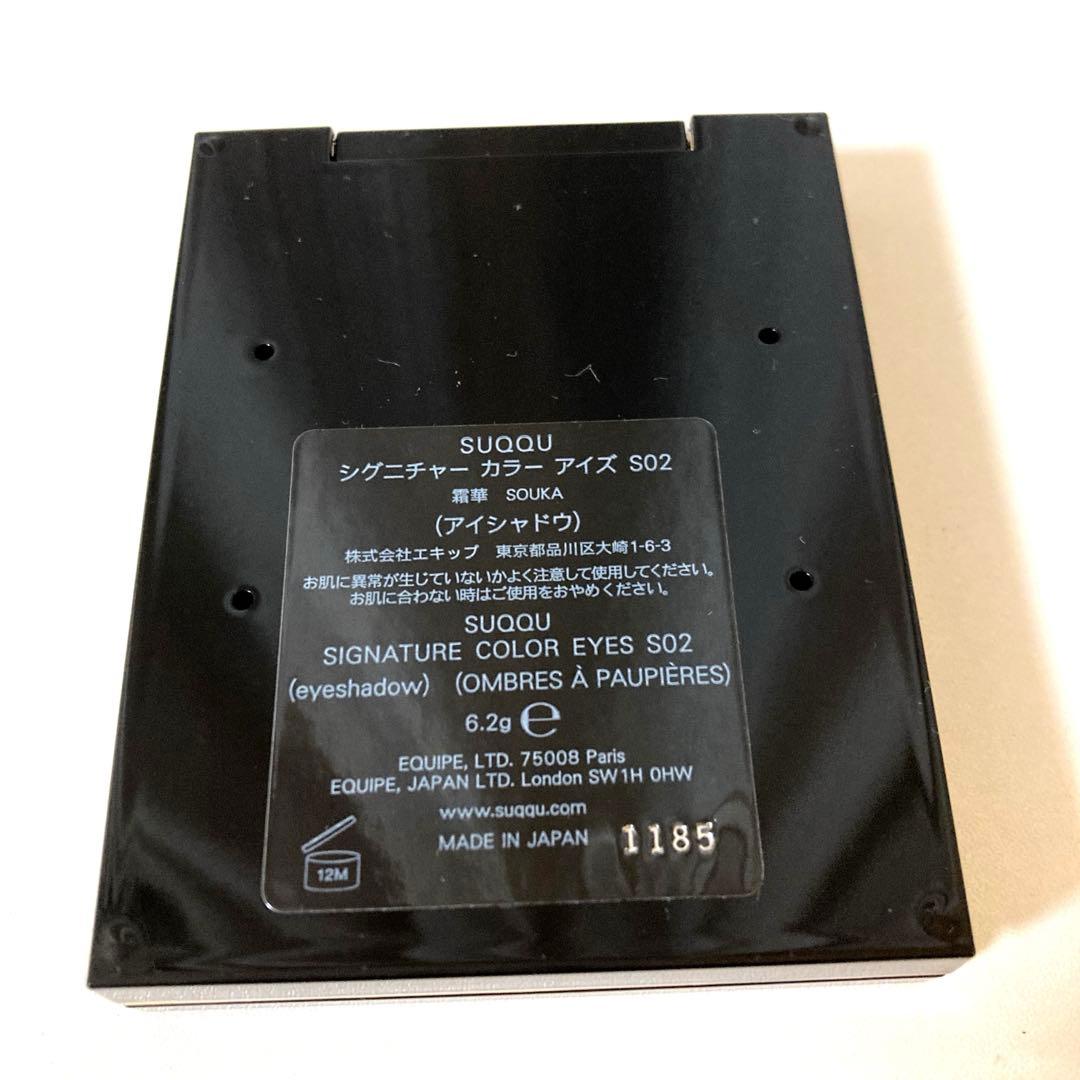 SUQQU
シグニチャー カラー アイズ S02
霜華 SOUKA
(アイシャドウ)
株式会社エキップ 東京都品川区大崎1-6-3
お肌に異常が生じていないかよく注意して使用してください。
お肌に合わない時はご使用をおやめください。
SUQQU
SIGNATURE COLOR EYES S02
(eyeshadow) (OMBRES À PAUPIÈRES)
6.2g ℮
EQUIPE, LTD. 75008 Paris
EQUIPE, JAPAN LTD. London SW1H 0HW
www.suqqu.com
MADE IN JAPAN 1185
12M